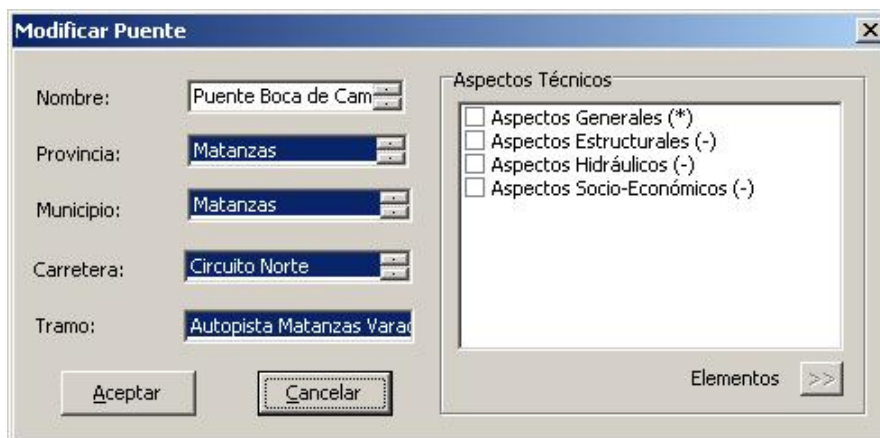 Modificar Puente
Nombre:
Puente Boca de Cam
Provincia:
Matanzas
Municipio:
Matanzas
Carretera:
Circuito Norte
Tramo:
Autopista Matanzas Varad
Aceptar
Cancelar
Aspectos Técnicos
Aspectos Generales (*)
Aspectos Estructurales (-)
Aspectos Hidráulicos (-)
Aspectos Socio-Económicos (-)
Elementos >>